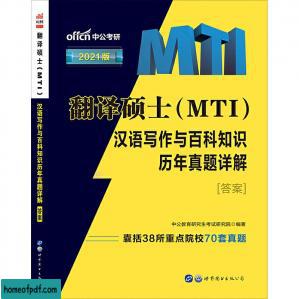 翻译硕士(MTI)
汉语写作与百科知识
历年真题详解
答案
offcn 中公考研
2021版
MTI
翻译硕士(MTI)
汉语写作与百科知识
历年真题详解
[答案]
中公教育研究生考试研究院◎编著
囊括38所重点院校70套真题
世界图书出版公司
homeofpdf.com